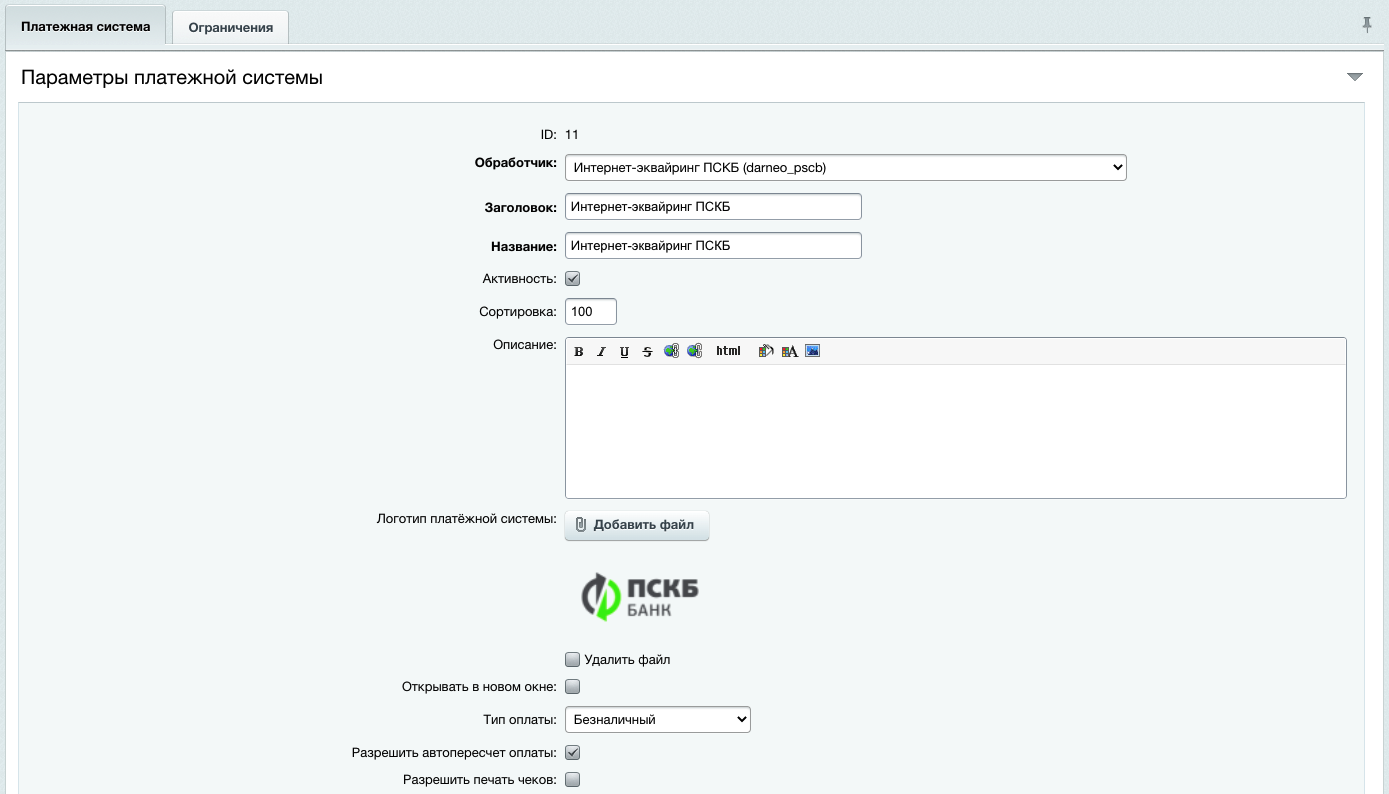 Платежная система Ограничения
Параметры платежной системы
ID: 11
Обработчик: Интернет-эквайринг ПСКБ (darneo_pscb)
Заголовок: Интернет-эквайринг ПСКБ
Название: Интернет-эквайринг ПСКБ
Активность:
Сортировка: 100
Описание: B I U S html A
Логотип платёжной системы: Добавить файл
ПСКБ
БАНК
Удалить файл
Открывать в новом окне:
Тип оплаты: Безналичный
Разрешить автопересчет оплаты:
Разрешить печать чеков: